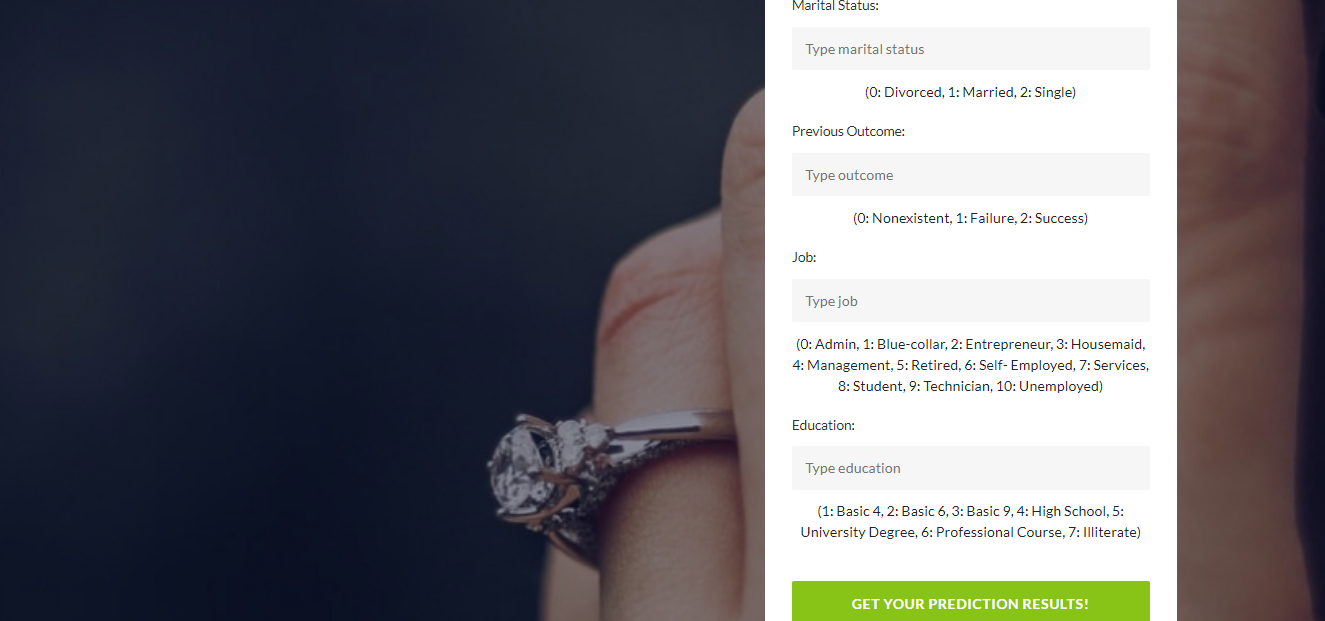 Marital Status:
Type marital status
(0: Divorced, 1: Married, 2: Single)
Previous Outcome:
Type outcome
(0: Nonexistent, 1: Failure, 2: Success)
Job:
Type job
(0: Admin, 1: Blue-collar, 2: Entrepreneur, 3: Housemaid,
4: Management, 5: Retired, 6: Self- Employed, 7: Services,
8: Student, 9: Technician, 10: Unemployed)
Education:
Type education
(1: Basic 4, 2: Basic 6, 3: Basic 9, 4: High School, 5:
University Degree, 6: Professional Course, 7: Illiterate)
GET YOUR PREDICTION RESULTS!